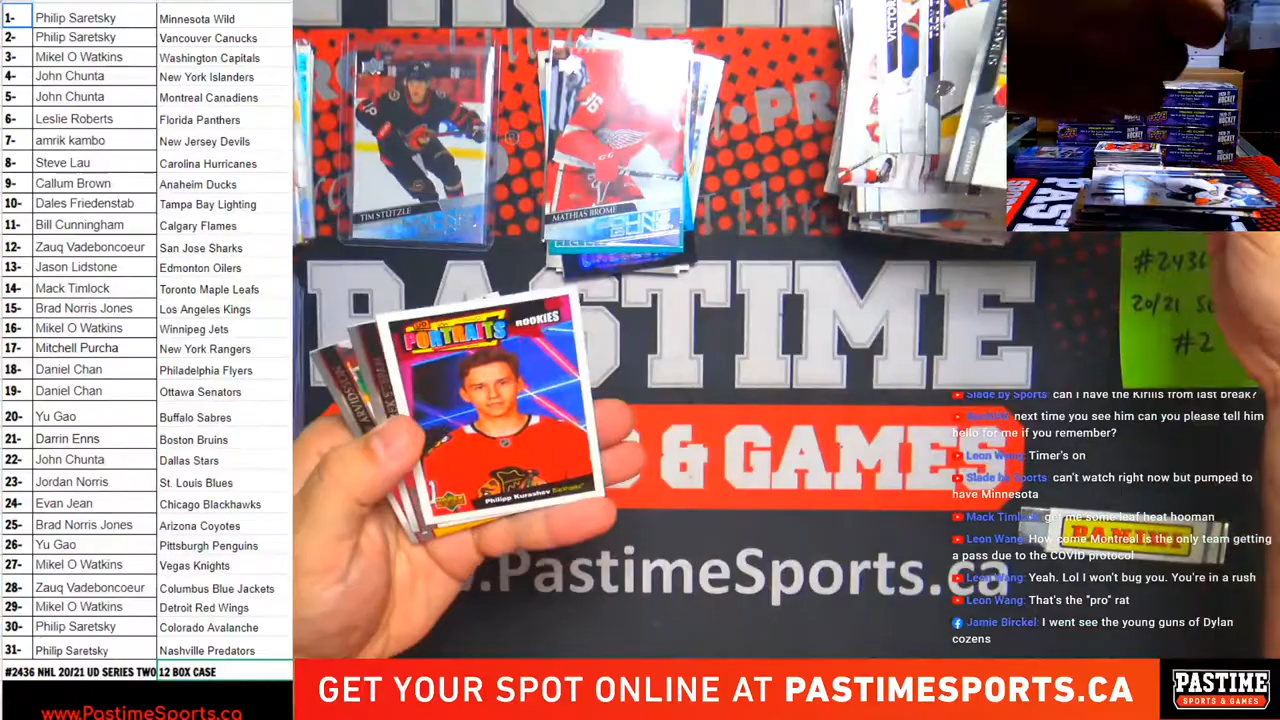 1- Philip Saretsky Minnesota Wild
2- Philip Saretsky Vancouver Canucks
3- Mikel O Watkins Washington Capitals
4- John Chunta New York Islanders
5- John Chunta Montreal Canadiens
6- Leslie Roberts Florida Panthers
7- amrik kambo New Jersey Devils
8- Steve Lau Carolina Hurricanes
9- Callum Brown Anaheim Ducks
10- Dales Friedenstab Tampa Bay Lighting
11- Bill Cunningham Calgary Flames
12- Zauq Vadeboncoeur San Jose Sharks
13- Jason Lidstone Edmonton Oilers
14- Mack Timlock Toronto Maple Leafs
15- Brad Norris Jones Los Angeles Kings
16- Mikel O Watkins Winnipeg Jets
17- Mitchell Purcha New York Rangers
18- Daniel Chan Philadelphia Flyers
19- Daniel Chan Ottawa Senators
20- Yu Gao Buffalo Sabres
21- Darrin Enns Boston Bruins
22- John Chunta Dallas Stars
23- Jordan Norris St. Louis Blues
24- Evan Jean Chicago Blackhawks
25- Brad Norris Jones Arizona Coyotes
26- Yu Gao Pittsburgh Penguins
27- Mikel O Watkins Vegas Knights
28- Zauq Vadeboncoeur Columbus Blue Jackets
29- Mikel O Watkins Detroit Red Wings
30- Philip Saretsky Colorado Avalanche
31- Philip Saretsky Nashville Predators
#2436 NHL 20/21 UD SERIES TWO 12 BOX CASE
www.PastimeSports.ca
TIM STÜTZLE
MATHIAS BROME
GUNS
VICTOR
#2436
20/21
#2
PASTIME
& GAMES
.PastimeSports.ca
UD PORTRAITS ROOKIES
Philipp Kurashev Blackhawks
ARVIDSSON
PANINI
Slade by Sports: can I have the Kirills from last break?
next time you see him can you please tell him
hello for me if you remember?
Leon Wang: Timer's on
Slade by Sports: can't watch right now but pumped to
have Minnesota
Mack Timlock: get me some leaf heat hooman
Leon Wang: How come Montreal is the only team getting
a pass due to the COVID protocol
Leon Wang: Yeah. Lol I won't bug you. You're in a rush
Leon Wang: That's the "pro" rat
Jamie Birckel: I went see the young guns of Dylan
cozens
GET YOUR SPOT ONLINE AT PASTIMESPORTS.CA
PASTIME
SPORTS & GAMES